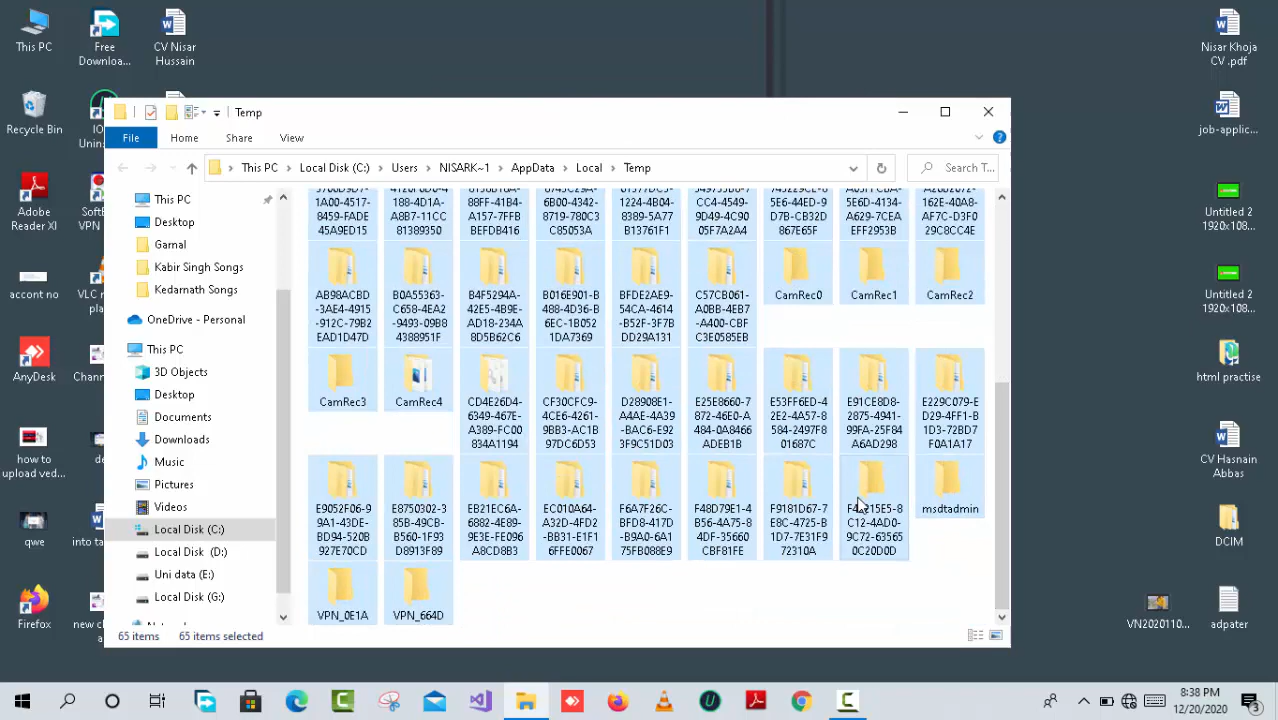 This PC
Free
Downloa...
CV Nisar
Hussain
Recycle Bin
Adobe
Reader XI
accont no
AnyDesk
how to
upload ved...
qwe
into ta
Firefox
Nisar Khoja
CV .pdf
job-applic...
Untitled 2
1920x108...
Untitled 2
1920x108...
html practise
CV Hasnain
Abbas
DCIM
VN2020110...
adpater
Temp
File
Home
Share
View
This PC
Local Disk (C:)
Users
NISARK~1
AppData
Local
Temp
Search T...
This PC
Desktop
Garnal
Kabir Singh Songs
Kedarnath Songs
OneDrive - Personal
This PC
3D Objects
Desktop
Documents
Downloads
Music
Pictures
Videos
Local Disk (C:)
Local Disk (D:)
Uni data (E:)
Local Disk (G:)
AB98ACBD
-3AE4-4915
-912C-79B2
EAD1D47D
B0A55363-
C658-4EA2
-9493-09B8
4388951F
B4F5294A-
42E5-4B9E-
AD18-234A
8D5B62C6
B016E901-B
488-4D36-B
6EC-1B052
1DA7369
BFDE2AE9-
54CA-4614
-B52F-3F7B
DD29A131
C57CB061-
A0BB-4EB7
-A400-CBF
C3E0585EB
CamRec0
CamRec1
CamRec2
CamRec3
CamRec4
CD4E26D4-
6349-467E-
A389-FC00
834A1194
CF30CFC9-
4CE6-4261-
9BB3-AC1B
97DC6D53
D28908E1-
A4AE-4A39
-BAC6-E92
3F9C51D03
E25E8660-7
872-46E0-A
484-0A8466
ADEB1B
E53FF6ED-4
2E2-4A57-8
584-2497F8
01687C
E91CE8D8-
2875-4941-
99FA-25F84
A6AD298
E229C079-E
D29-4FF1-B
1D3-72BD7
F0A1A17
E9052F06-9
9A1-43DE-
BD94-520B
927E70CD
E8750302-3
85B-49CB-
B560-1F93
D8913F89
EB21EC6A-
6882-4E89-
9E3E-FE096
A8CD8B3
EC010A64-
A321-4FD2
-BB31-E1F1
6FFD0067
F6A7F26C-
BFD8-417D
-B9A0-6A1
75FB088E9
F48D79E1-4
B56-4A75-8
4DF-35660
CBF81FE
F9197D67-7
E8C-4725-B
1D7-7E31F9
72310A
8C12-4AD0-
9C72-63565
0C20D0D
msdtadmin
VPN_0E1A
VPN_664D
65 items
65 items selected
8:38 PM
12/20/2020
3